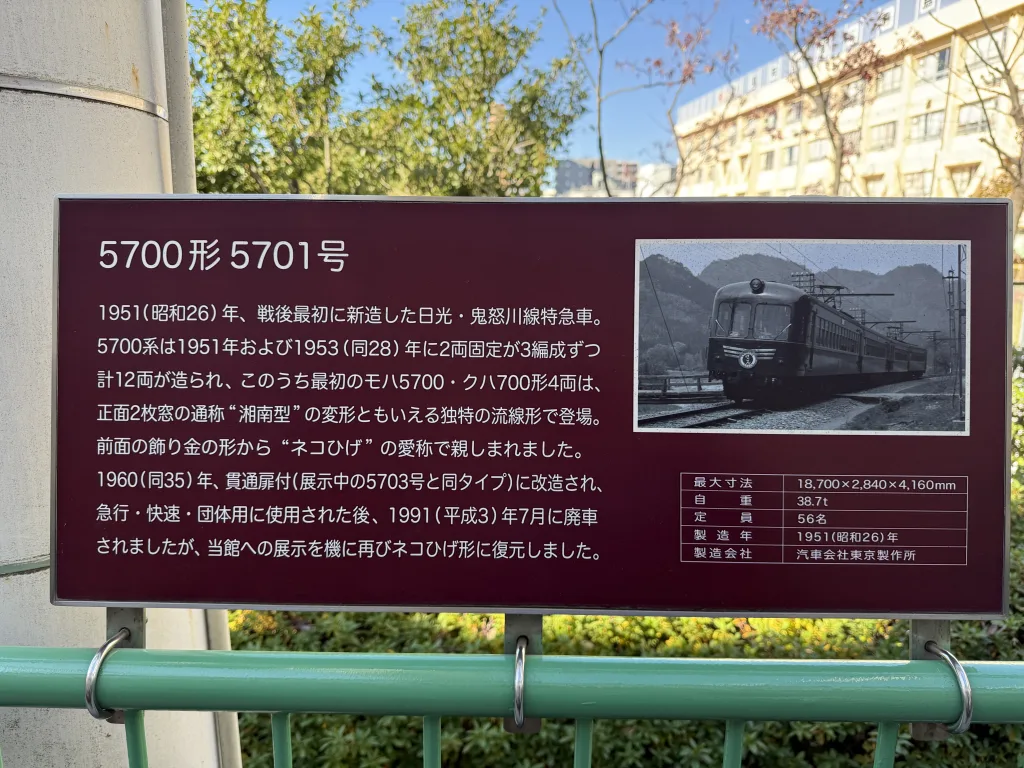 5700形 5701号
1951(昭和26)年、戦後最初に新造した日光・鬼怒川線特急車。
5700系は1951年および1953(同28)年に2両固定が3編成ずつ
計12両が造られ、このうち最初のモハ5700・クハ700形4両は、
正面2枚窓の通称“湘南型”の変形ともいえる独特の流線形で登場。
前面の飾り金の形から“ネコひげ”の愛称で親しまれました。
1960(同35)年、貫通扉付(展示中の5703号と同タイプ)に改造され、
急行・快速・団体用に使用された後、1991(平成3)年7月に廃車
されましたが、当館への展示を機に再びネコひげ形に復元しました。
最大寸法 18,700×2,840×4,160mm
自重 38.7t
定員 56名
製造年 1951(昭和26)年
製造会社 汽車会社東京製作所